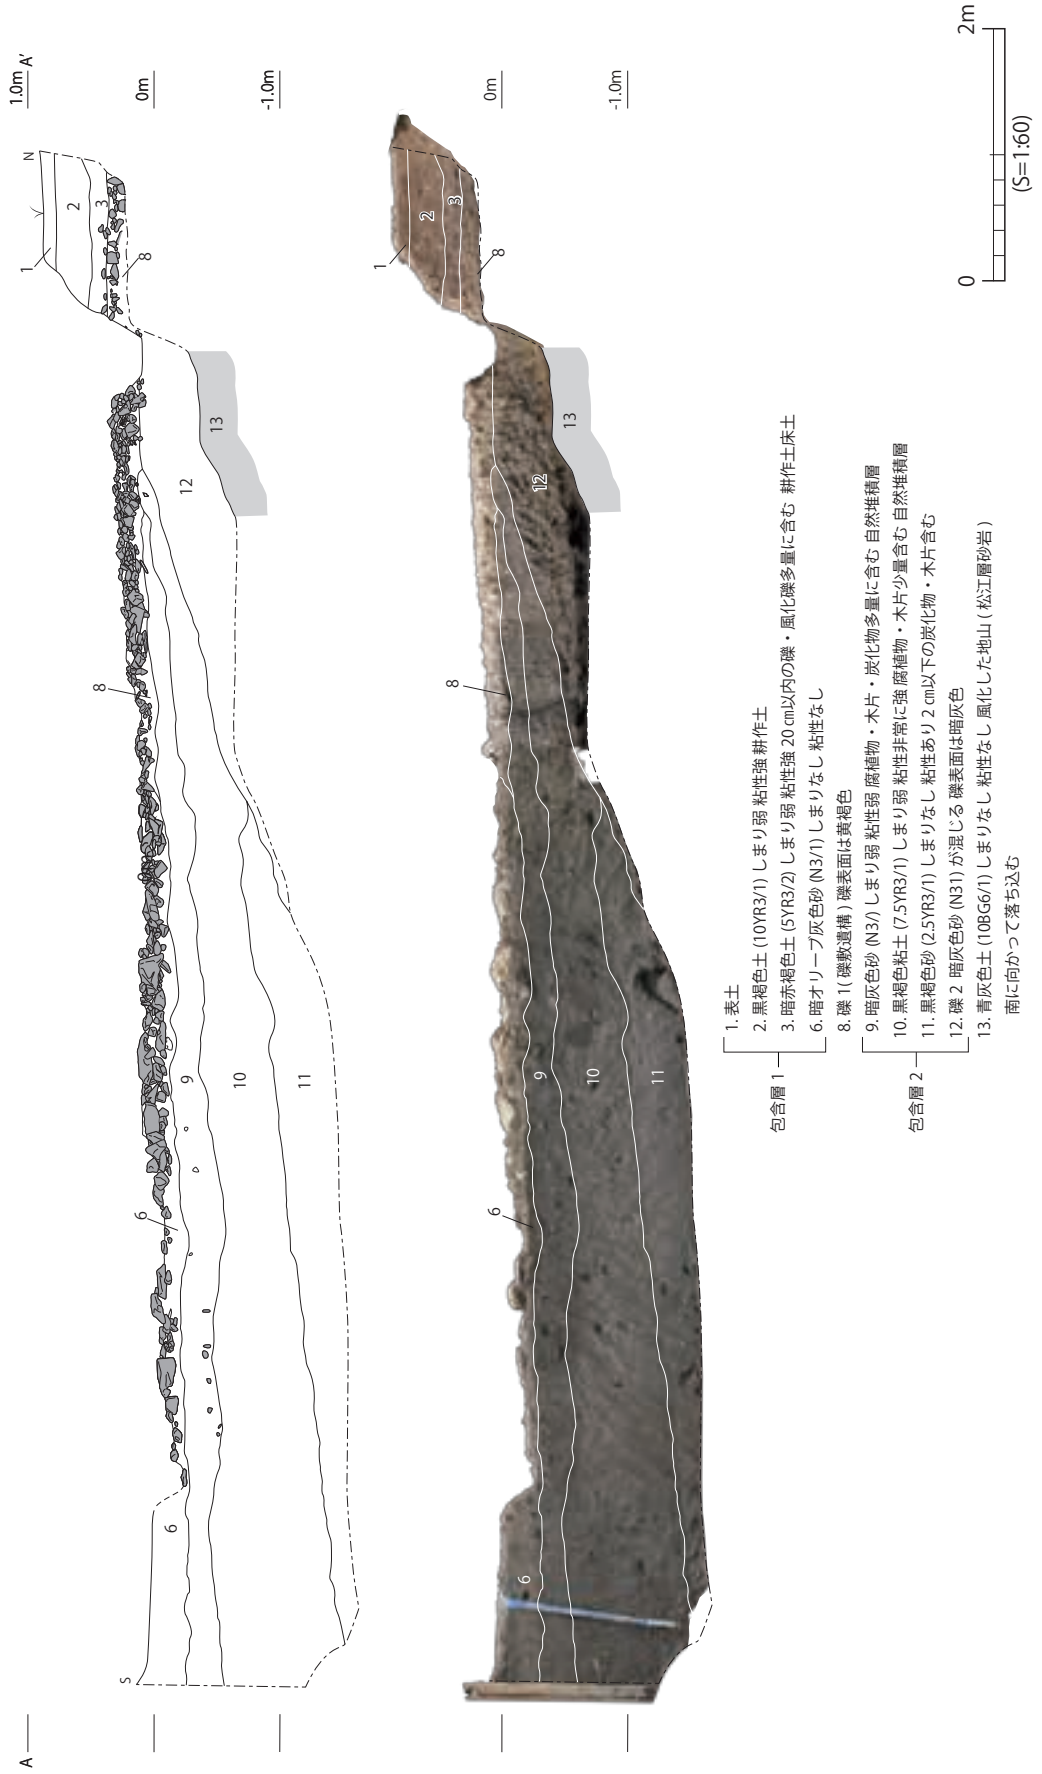 A
A'
1.0m
0m
-1.0m
S
N
1
2
3
8
12
13
8
9
10
11
6
6
0m
-1.0m
1
2
3
8
12
13
8
9
10
11
6
6
0
2m
(S=1:60)
包含層 1
1. 表土
2. 黒褐色土 (10YR3/1) しまり弱 粘性強 耕作土
3. 暗赤褐色土 (5YR3/2) しまり弱 粘性強 20 ㎝以内の礫・風化礫多量に含む 耕作土床土
6. 暗オリーブ灰色砂 (N3/1) しまりなし 粘性なし
8. 礫 1( 礫敷遺構 ) 礫表面は黄褐色
包含層 2
9. 暗灰色砂 (N3/) しまり弱 粘性弱 腐植物・木片・炭化物多量に含む 自然堆積層
10. 黒褐色粘土 (7.5YR3/1) しまり弱 粘性非常に強 腐植物・木片少量含む 自然堆積層
11. 黒褐色砂 (2.5YR3/1) しまりなし 粘性あり 2 ㎝以下の炭化物・木片含む
12. 礫 2 暗灰色砂 (N31) が混じる 礫表面は暗灰色
13. 青灰色土 (10BG6/1) しまりなし 粘性なし 風化した地山 ( 松江層砂岩 )
南に向かって落ち込む